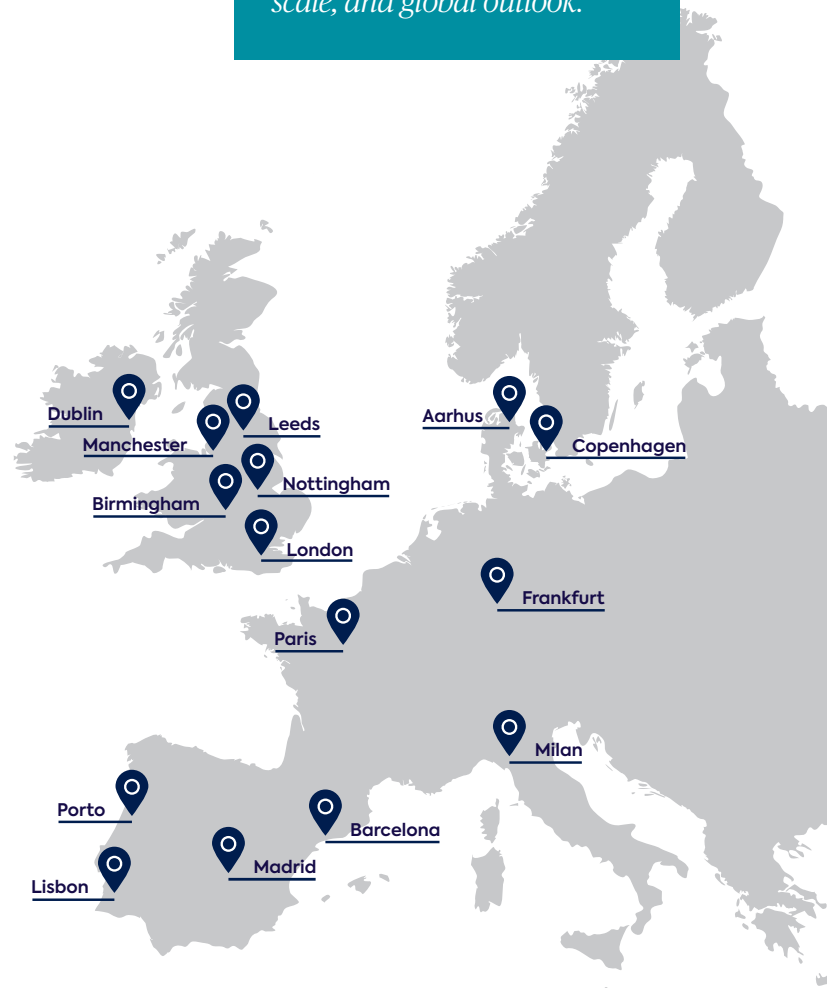 scale, and global outlook.
Dublin
Leeds
Manchester
Aarhus
Copenhagen
Nottingham
Birmingham
London
Frankfurt
Paris
Milan
Porto
Barcelona
Madrid
Lisbon